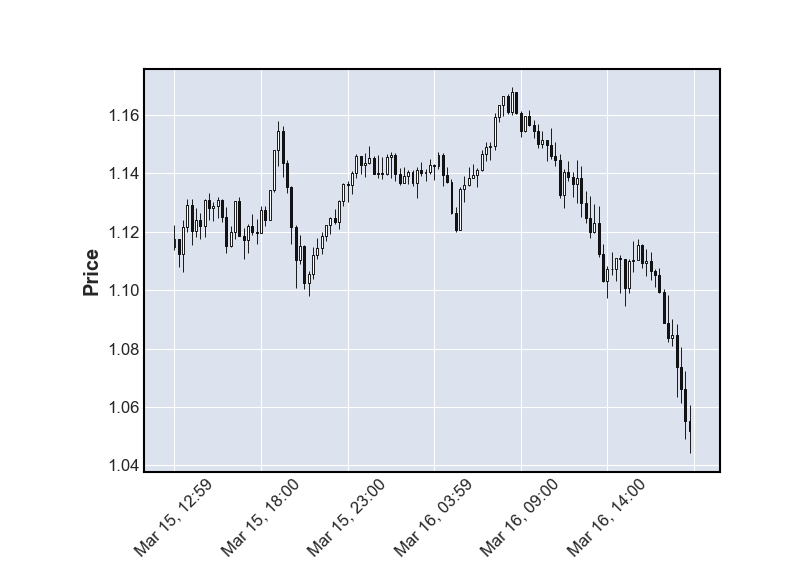 1.16
1.14
1.12
1.10
1.08
1.06
1.04
Price
Mar 15, 12:59
Mar 15, 18:00
Mar 15, 23:00
Mar 16, 03:59
Mar 16, 09:00
Mar 16, 14:00